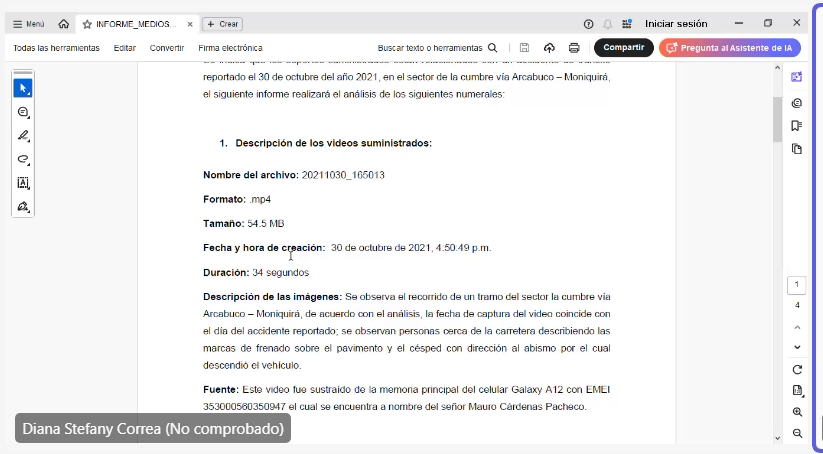 Menú
INFORME_MEDIOS...
Crear
Iniciar sesión
Todas las herramientas Editar Convertir Firma electrónica
Buscar texto o herramientas
Compartir
Pregunta al Asistente de IA
reportado el 30 de octubre del año 2021, en el sector de la cumbre vía Arcabuco – Moniquirá,
el siguiente informe realizará el análisis de los siguientes numerales:
1. Descripción de los videos suministrados:
Nombre del archivo: 20211030_165013
Formato: .mp4
Tamaño: 54.5 MB
Fecha y hora de creación: 30 de octubre de 2021, 4:50:49 p.m.
Duración: 34 segundos
Descripción de las imágenes: Se observa el recorrido de un tramo del sector la cumbre vía
Arcabuco – Moniquirá, de acuerdo con el análisis, la fecha de captura del video coincide con
el día del accidente reportado; se observan personas cerca de la carretera describiendo las
marcas de frenado sobre el pavimento y el césped con dirección al abismo por el cual
descendió el vehículo.
Fuente: Este video fue sustraído de la memoria principal del celular Galaxy A12 con EMEI
353000560350947 el cual se encuentra a nombre del señor Mauro Cárdenas Pacheco.
1
4
Diana Stefany Correa (No comprobado)